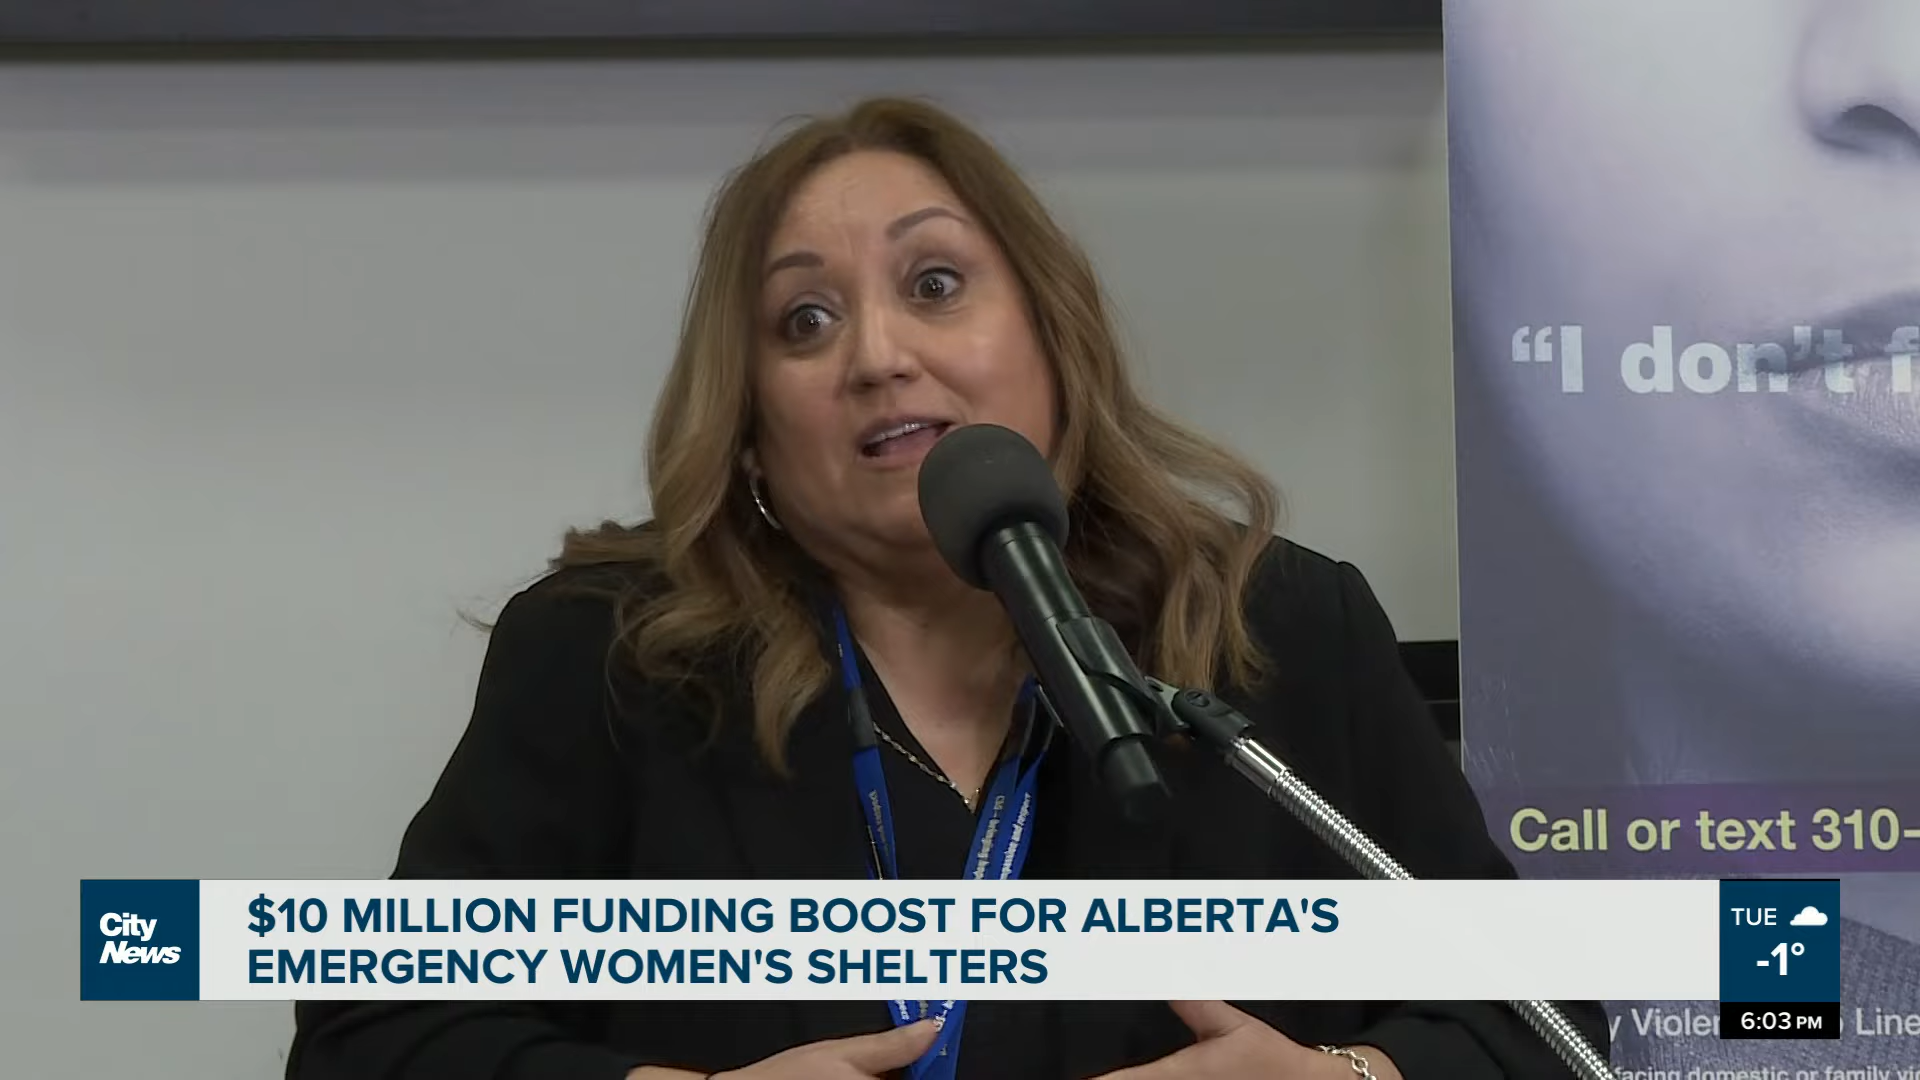 “I don’t f
Call or text 310-
City
News
$10 MILLION FUNDING BOOST FOR ALBERTA'S
EMERGENCY WOMEN'S SHELTERS
TUE
-1°
6:03 PM
y Violen
Line
facing domestic or family vi